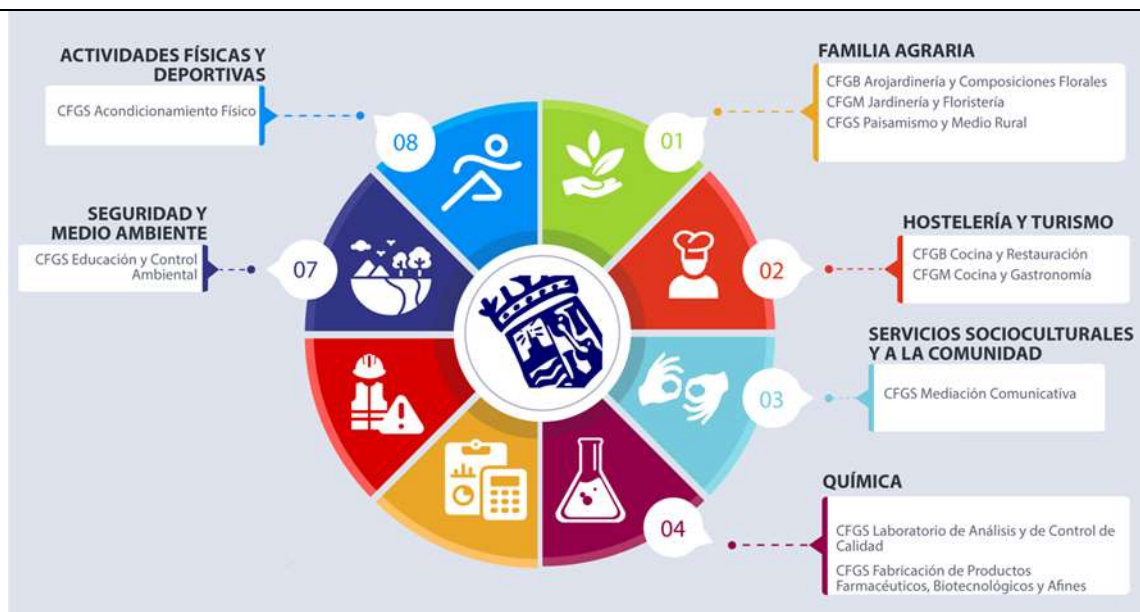 ACTIVIDADES FÍSICAS Y
DEPORTIVAS
CFGS Acondicionamiento Físico
08
FAMILIA AGRARIA
CFGB Arojardinería y Composiciones Florales
CFGM Jardinería y Floristería
CFGS Paisamismo y Medio Rural
01
SEGURIDAD Y
MEDIO AMBIENTE
CFGS Educación y Control
Ambiental
07
HOSTELERÍA Y TURISMO
CFGB Cocina y Restauración
CFGM Cocina y Gastronomía
02
SERVICIOS SOCIOCULTURALES
Y A LA COMUNIDAD
CFGS Mediación Comunicativa
03
QUÍMICA
CFGS Laboratorio de Análisis y de Control de
Calidad
CFGS Fabricación de Productos
Farmacéuticos, Biotecnológicos y Afines
04